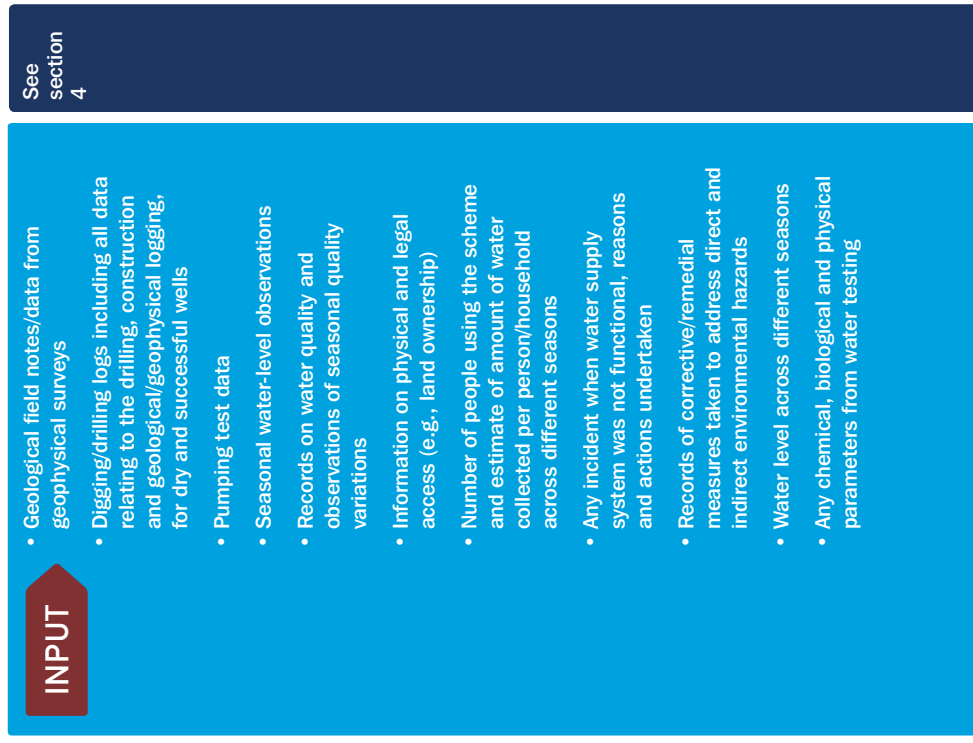 INPUT
• Geological field notes/data from
geophysical surveys
• Digging/drilling logs including all data
relating to the drilling, construction
and geological/geophysical logging,
for dry and successful wells
• Pumping test data
• Seasonal water-level observations
• Records on water quality and
observations of seasonal quality
variations
• Information on physical and legal
access (e.g., land ownership)
• Number of people using the scheme
and estimate of amount of water
collected per person/household
across different seasons
• Any incident when water supply
system was not functional, reasons
and actions undertaken
• Records of corrective/remedial
measures taken to address direct and
indirect environmental hazards
• Water level across different seasons
• Any chemical, biological and physical
parameters from water testing
See
section
4